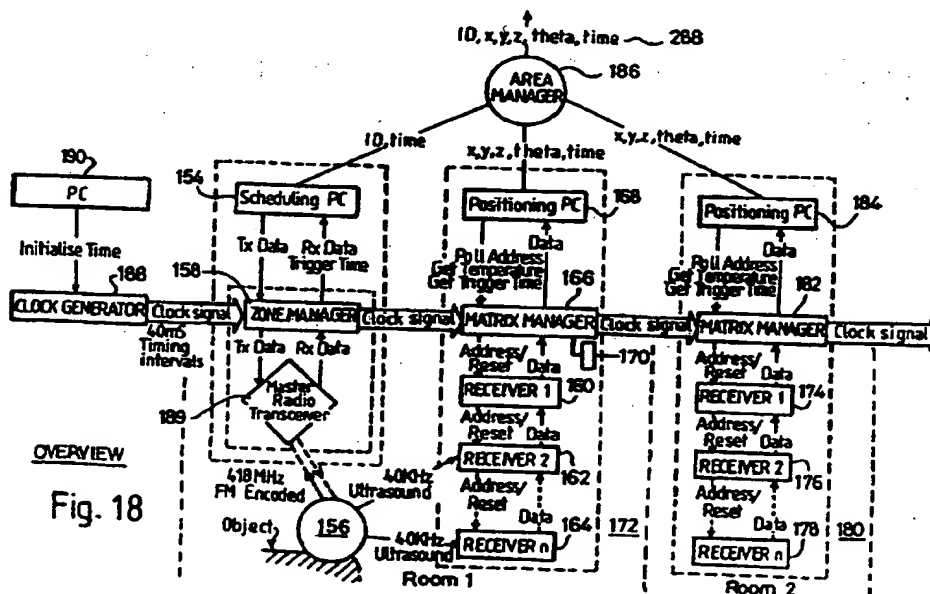 ID, x, y, z, theta, time
288
186
AREA MANAGER
ID, time
x, y, z, theta, time
x, y, z, theta, time
190
PC
Initialise Time
188
CLOCK GENERATOR
Clock signal
40mS
Timing
intervals
154
Scheduling PC
Tx Data
Rx Data
Trigger Time
158
ZONE MANAGER
Tx Data
Rx Data
189
Master
Radio
Transceiver
418 MHz
FM Encoded
Object
156
40KHz
Ultrasound
40KHz
Ultrasound
Clock signal
Positioning PC
168
Poll Address
Get Temperature
Get Trigger Time
Data
166
MATRIX MANAGER
170
Address/
Reset
Data
RECEIVER 1
160
Address/
Reset
Data
RECEIVER 2
162
Address/
Reset
Data
RECEIVER n
164
172
Room 1
Clock signal
Positioning PC
184
Poll Address
Get Temperature
Get Trigger Time
Data
182
MATRIX MANAGER
Clock signal
Address/
Reset
Data
RECEIVER 1
174
Address/
Reset
Data
RECEIVER 2
176
Address/
Reset
Data
RECEIVER n
178
180
Room 2
OVERVIEW
Fig. 18